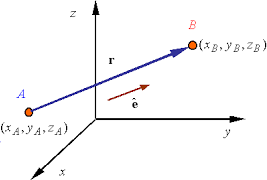 z
B
(x_B, y_B, z_B)
A
r
ê
(x_A, y_A, z_A)
y
x